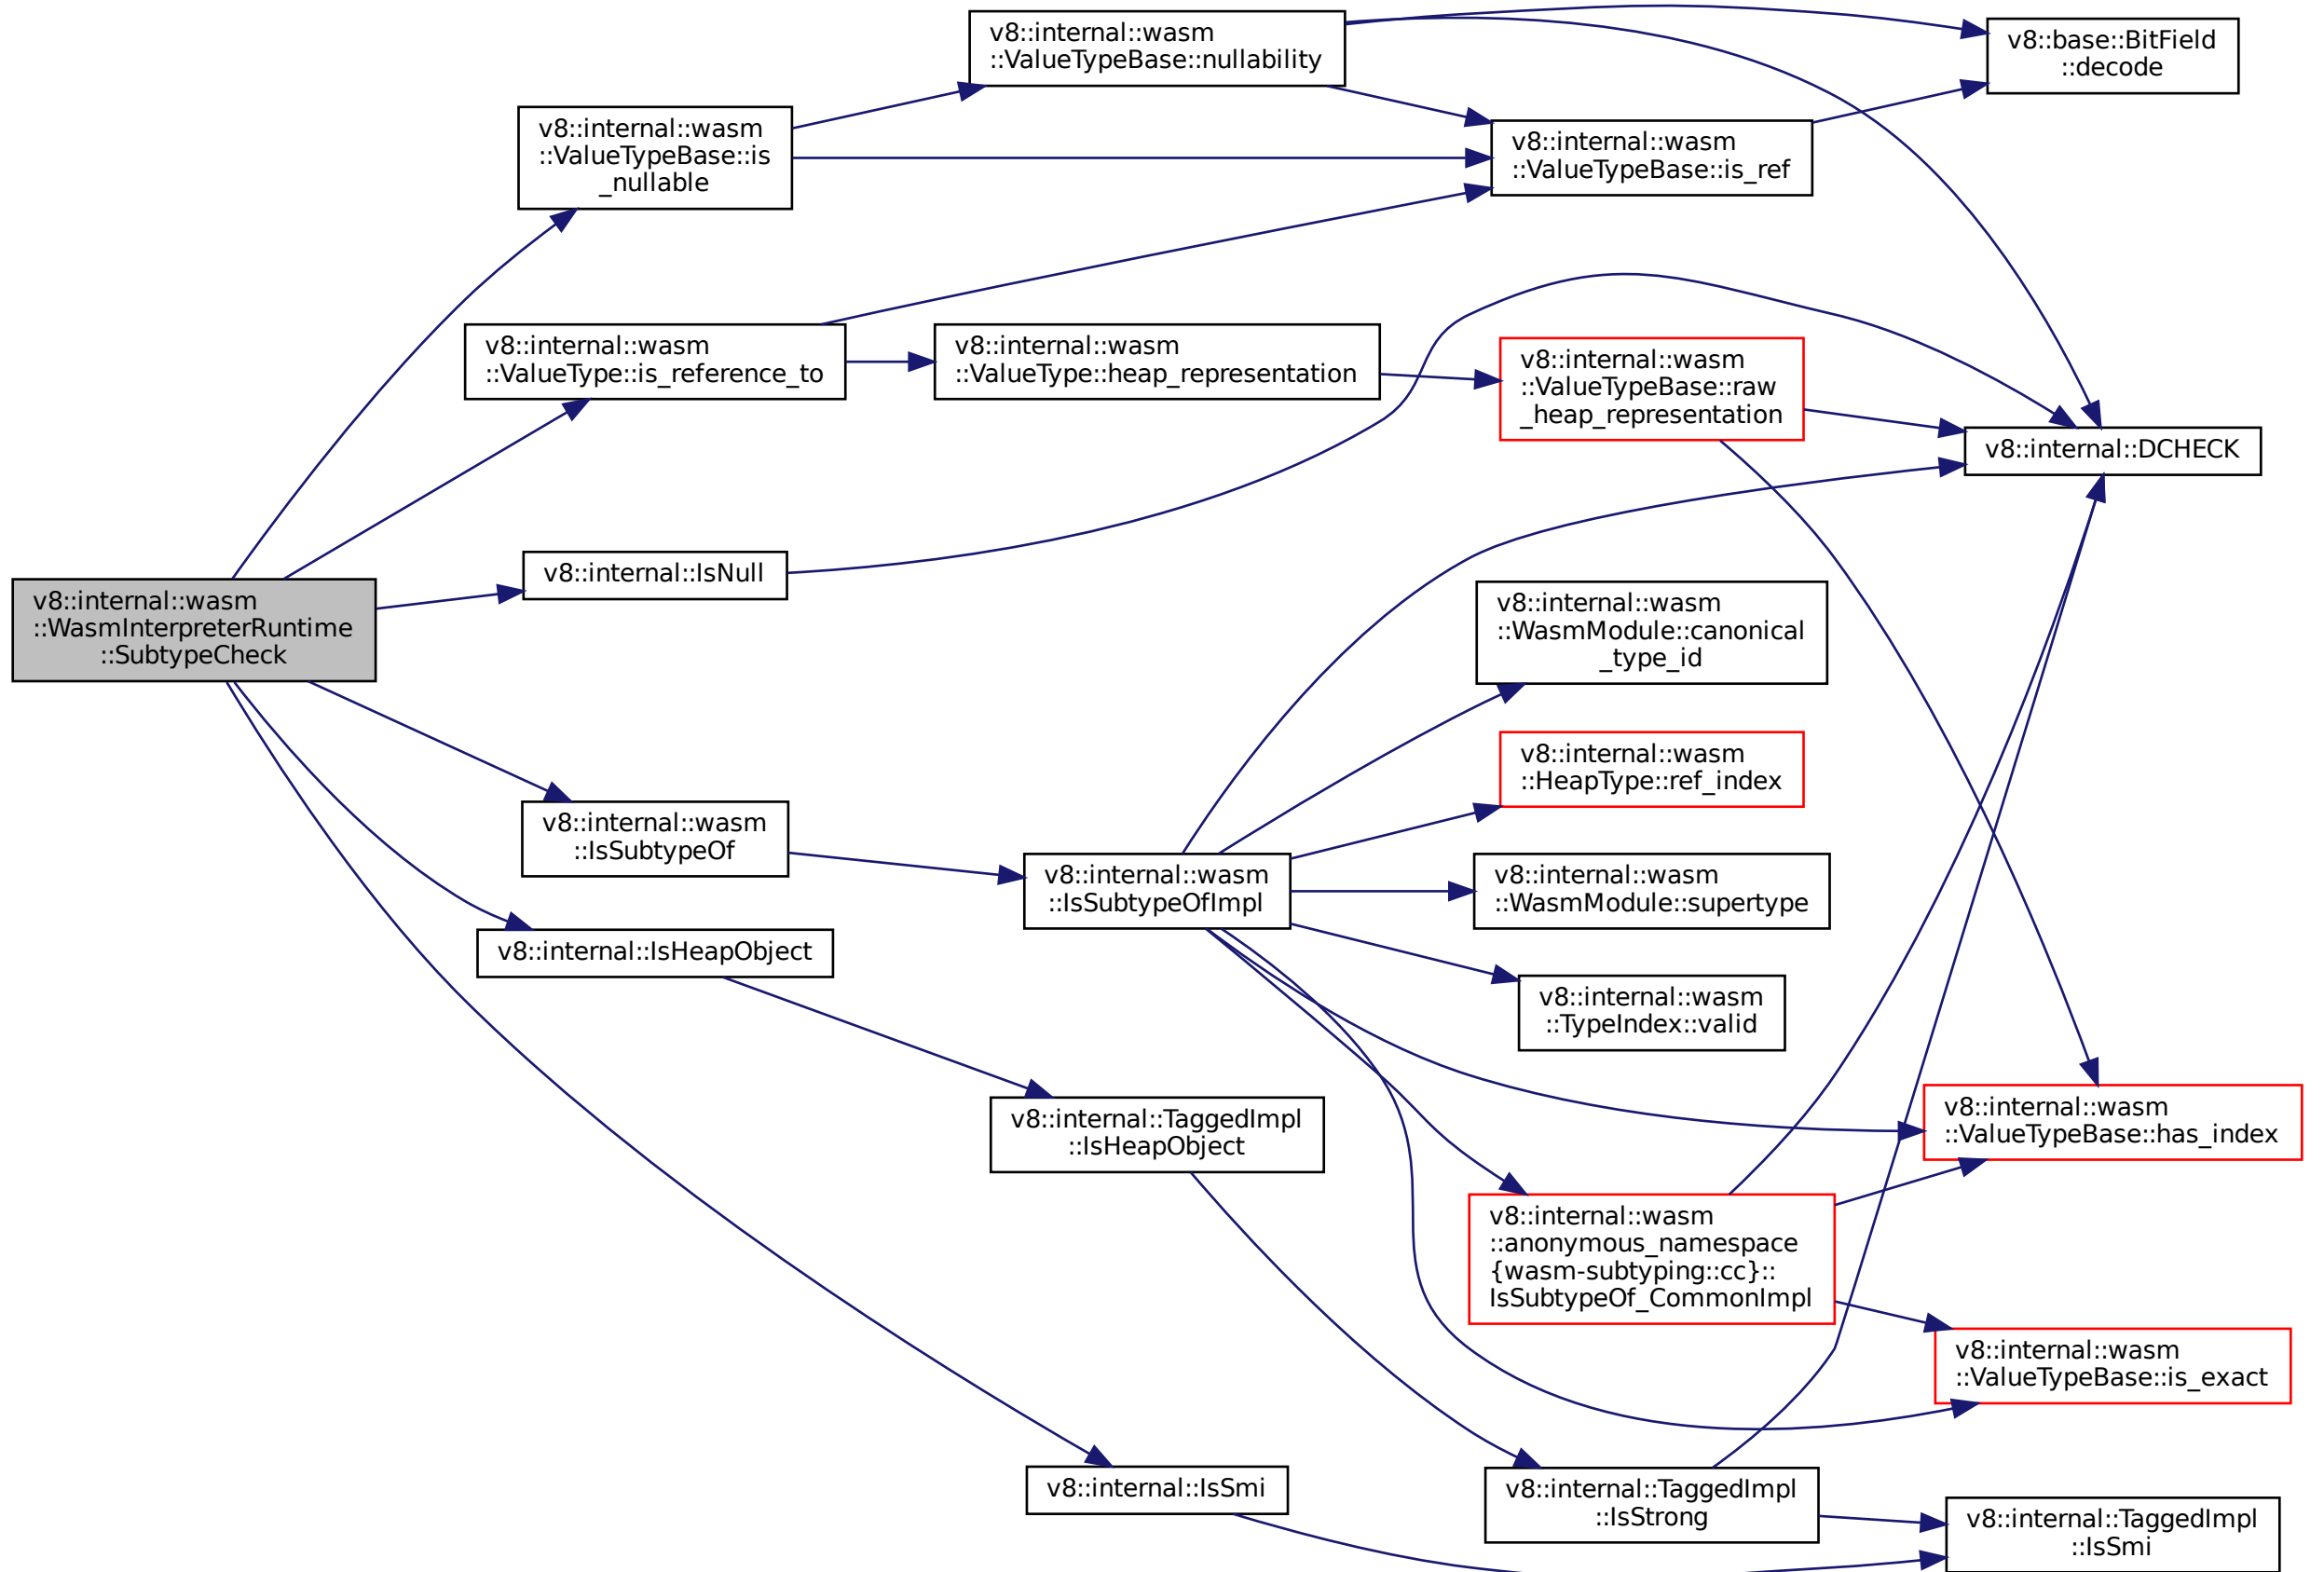 v8::internal::wasm
::WasmInterpreterRuntime
::SubtypeCheck
v8::internal::wasm
::ValueTypeBase::is
_nullable
v8::internal::wasm
::ValueTypeBase::nullability
v8::base::BitField
::decode
v8::internal::wasm
::ValueTypeBase::is_ref
v8::internal::wasm
::ValueType::is_reference_to
v8::internal::wasm
::ValueType::heap_representation
v8::internal::wasm
::ValueTypeBase::raw
_heap_representation
v8::internal::DCHECK
v8::internal::IsNull
v8::internal::wasm
::WasmModule::canonical
_type_id
v8::internal::wasm
::HeapType::ref_index
v8::internal::wasm
::IsSubtypeOf
v8::internal::wasm
::IsSubtypeOfImpl
v8::internal::wasm
::WasmModule::supertype
v8::internal::wasm
::TypeIndex::valid
v8::internal::IsHeapObject
v8::internal::TaggedImpl
::IsHeapObject
v8::internal::wasm
::ValueTypeBase::has_index
v8::internal::wasm
::anonymous_namespace
{wasm-subtyping::cc}::
IsSubtypeOf_CommonImpl
v8::internal::wasm
::ValueTypeBase::is_exact
v8::internal::IsSmi
v8::internal::TaggedImpl
::IsStrong
v8::internal::TaggedImpl
::IsSmi